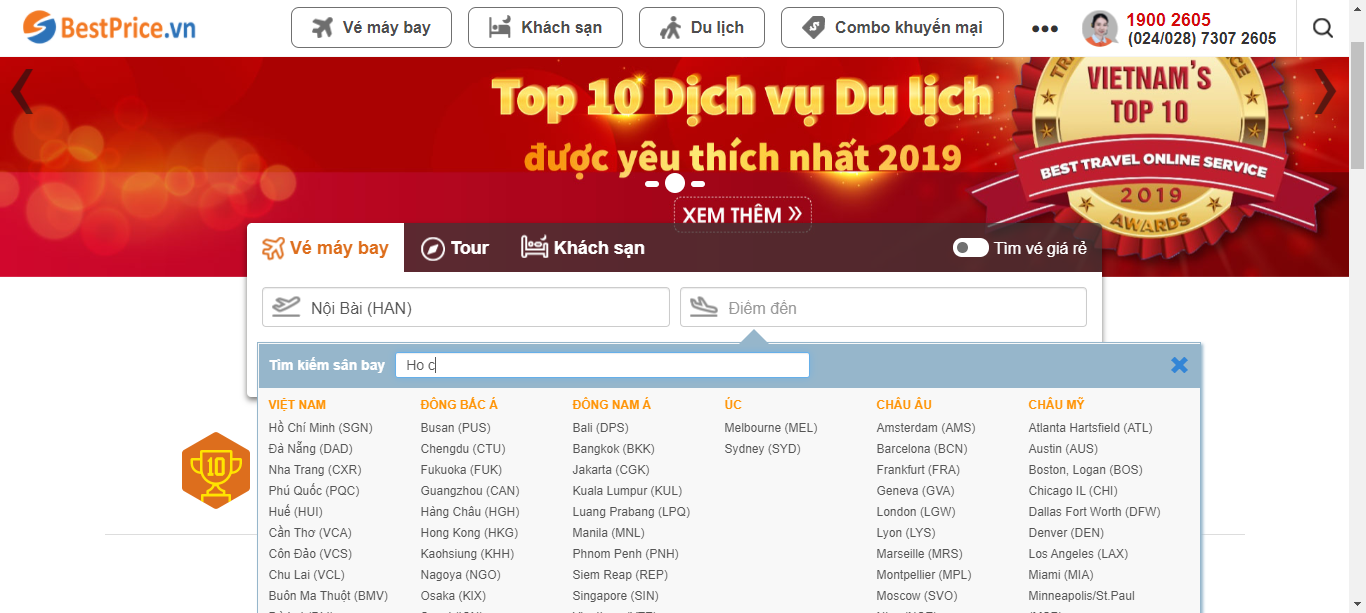 BestPrice.vn
Vé máy bay
Khách sạn
Du lịch
Combo khuyến mại
1900 2605
(024/028) 7307 2605
Top 10 Dịch vụ Du lịch
được yêu thích nhất 2019
XEM THÊM »
VIETNAM'S
TOP 10
BEST TRAVEL ONLINE SERVICE
2019
AWARDS
Vé máy bay
Tour
Khách sạn
Tìm vé giá rẻ
Nội Bài (HAN)
Điểm đến
Tìm kiếm sân bay
Ho c
VIỆT NAM
Hồ Chí Minh (SGN)
Đà Nẵng (DAD)
Nha Trang (CXR)
Phú Quốc (PQC)
Huế (HUI)
Cần Thơ (VCA)
Côn Đảo (VCS)
Chu Lai (VCL)
Buôn Ma Thuột (BMV)
ĐÔNG BẮC Á
Busan (PUS)
Chengdu (CTU)
Fukuoka (FUK)
Guangzhou (CAN)
Hàng Châu (HGH)
Hong Kong (HKG)
Kaohsiung (KHH)
Nagoya (NGO)
Osaka (KIX)
ĐÔNG NAM Á
Bali (DPS)
Bangkok (BKK)
Jakarta (CGK)
Kuala Lumpur (KUL)
Luang Prabang (LPQ)
Manila (MNL)
Phnom Penh (PNH)
Siem Reap (REP)
Singapore (SIN)
ÚC
Melbourne (MEL)
Sydney (SYD)
CHÂU ÂU
Amsterdam (AMS)
Barcelona (BCN)
Frankfurt (FRA)
Geneva (GVA)
London (LGW)
Lyon (LYS)
Marseille (MRS)
Montpellier (MPL)
Moscow (SVO)
CHÂU MỸ
Atlanta Hartsfield (ATL)
Austin (AUS)
Boston, Logan (BOS)
Chicago IL (CHI)
Dallas Fort Worth (DFW)
Denver (DEN)
Los Angeles (LAX)
Miami (MIA)
Minneapolis/St.Paul
10